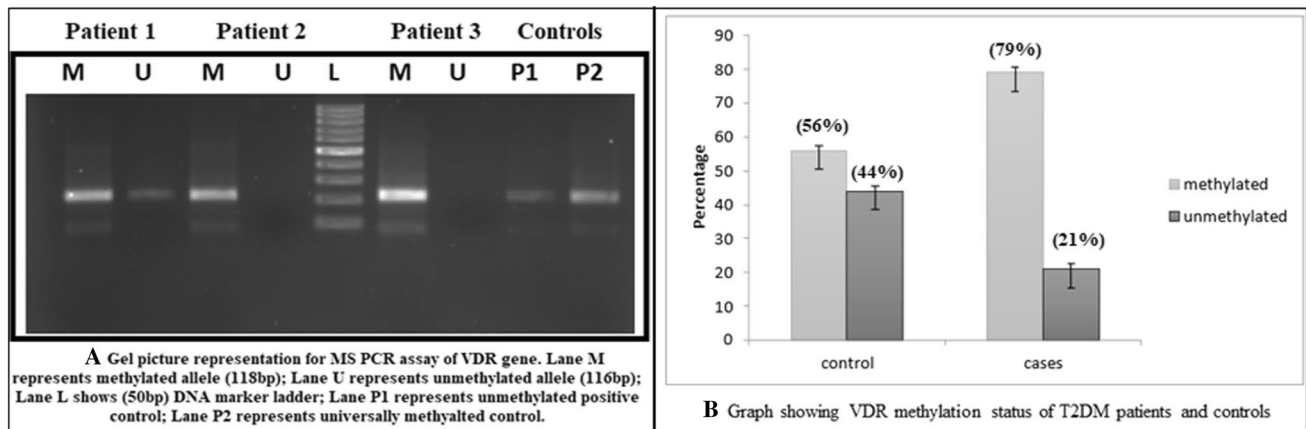 Patient 1 Patient 2 Patient 3 Controls
M U M U L M U P1 P2
A Gel picture representation for MS PCR assay of VDR gene. Lane M
represents methylated allele (118bp); Lane U represents unmethylated allele (116bp);
Lane L shows (50bp) DNA marker ladder; Lane P1 represents unmethylated positive
control; Lane P2 represents universally methyalted control.
90
80
70
60
50
40
30
20
10
0
Percentage
(56%)
(44%)
(79%)
(21%)
control cases
methylated
unmethylated
B Graph showing VDR methylation status of T2DM patients and controls